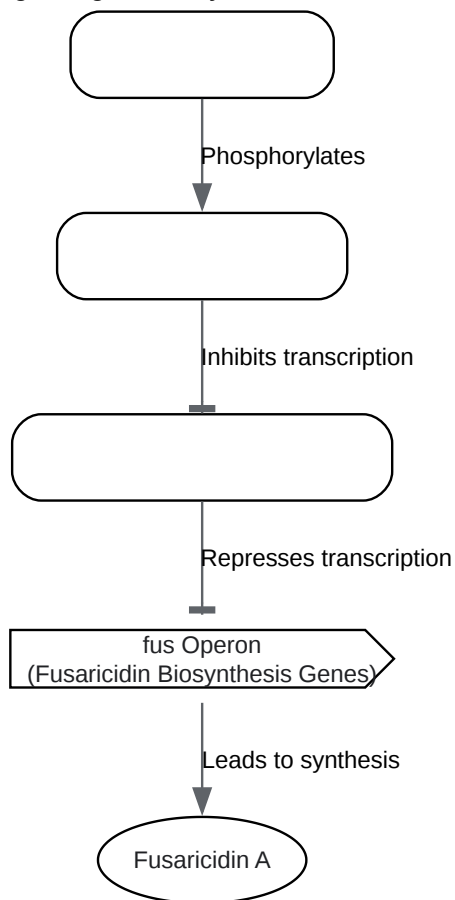 Phosphorylates
Inhibits transcription
Represses transcription
fus Operon
(Fusaricidin Biosynthesis Genes)
Leads to synthesis
Fusaricidin A